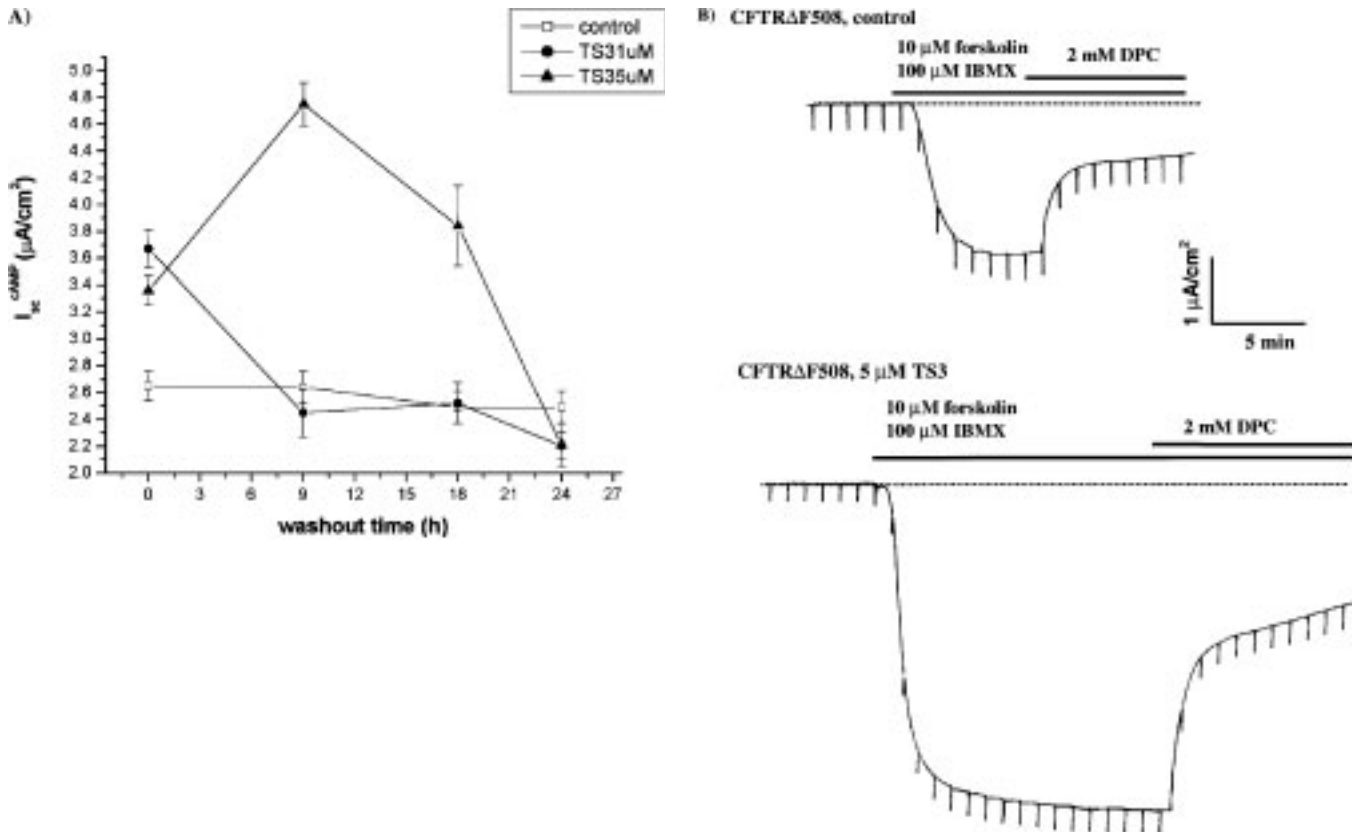 A)
control
TS31uM
TS35uM
5.0
4.8
4.6
4.4
4.2
4.0
3.8
3.6
3.4
3.2
3.0
2.8
2.6
2.4
2.2
2.0
I sc cAMP (µA/cm²)
0 3 6 9 12 15 18 21 24 27
washout time (h)
B) CFTRΔF508, control
10 µM forskolin
100 µM IBMX
2 mM DPC
1 µA/cm²
5 min
CFTRΔF508, 5 µM TS3
10 µM forskolin
100 µM IBMX
2 mM DPC